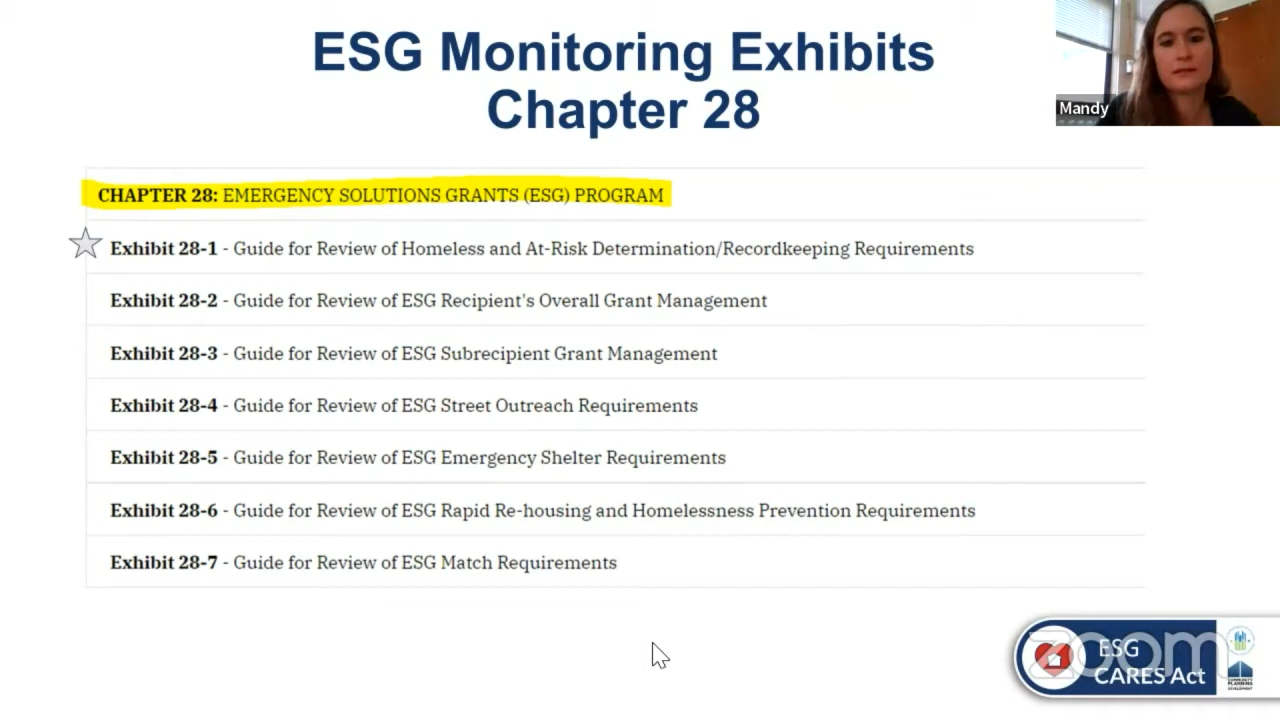 ESG Monitoring Exhibits
Chapter 28
Mandy
CHAPTER 28: EMERGENCY SOLUTIONS GRANTS (ESG) PROGRAM
Exhibit 28-1 - Guide for Review of Homeless and At-Risk Determination/Recordkeeping Requirements
Exhibit 28-2 - Guide for Review of ESG Recipient's Overall Grant Management
Exhibit 28-3 - Guide for Review of ESG Subrecipient Grant Management
Exhibit 28-4 - Guide for Review of ESG Street Outreach Requirements
Exhibit 28-5 - Guide for Review of ESG Emergency Shelter Requirements
Exhibit 28-6 - Guide for Review of ESG Rapid Re-housing and Homelessness Prevention Requirements
Exhibit 28-7 - Guide for Review of ESG Match Requirements
zoom
ESG
CARES Act
COMMUNITY
PLANNING
DEVELOPMENT